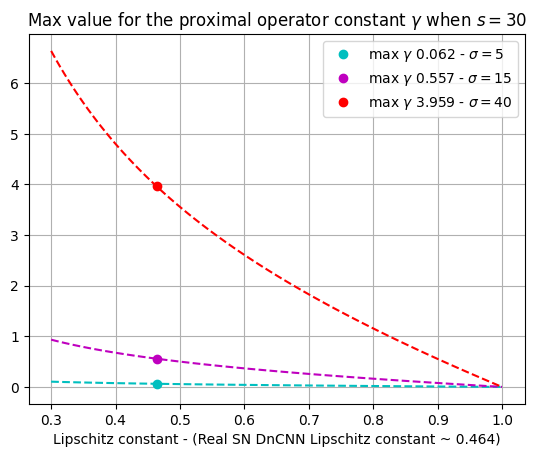 Max value for the proximal operator constant γ when s = 30
max γ 0.062 - σ = 5
max γ 0.557 - σ = 15
max γ 3.959 - σ = 40
6
5
4
3
2
1
0
0.3 0.4 0.5 0.6 0.7 0.8 0.9 1.0
Lipschitz constant - (Real SN DnCNN Lipschitz constant ~ 0.464)